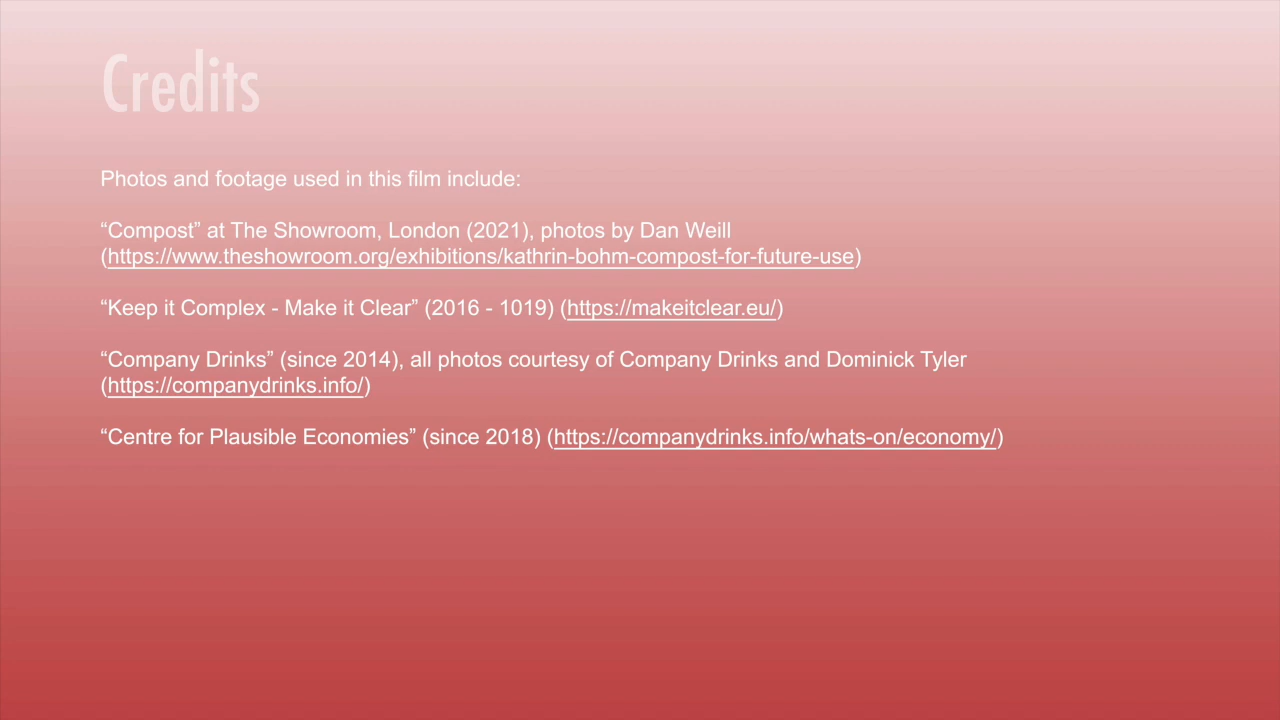 Credits
Photos and footage used in this film include:
“Compost” at The Showroom, London (2021), photos by Dan Weill
(https://www.theshowroom.org/exhibitions/kathrin-bohm-compost-for-future-use)
“Keep it Complex - Make it Clear” (2016 - 1019) (https://makeitclear.eu/)
“Company Drinks” (since 2014), all photos courtesy of Company Drinks and Dominick Tyler
(https://companydrinks.info/)
“Centre for Plausible Economies” (since 2018) (https://companydrinks.info/whats-on/economy/)